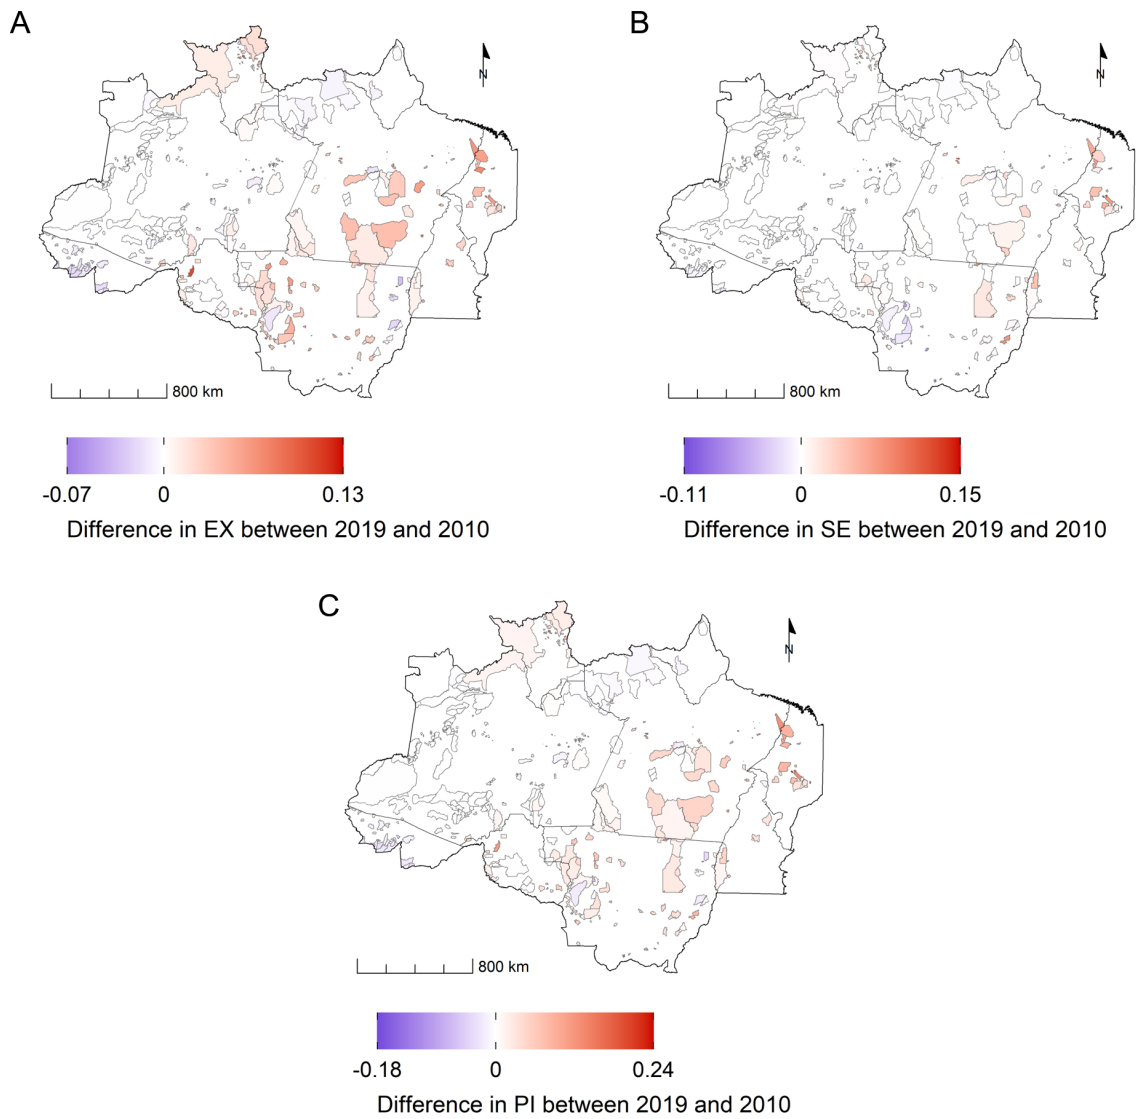 A
B
N
N
800 km
800 km
-0.07 0 0.13
-0.11 0 0.15
Difference in EX between 2019 and 2010
Difference in SE between 2019 and 2010
C
N
800 km
-0.18 0 0.24
Difference in PI between 2019 and 2010